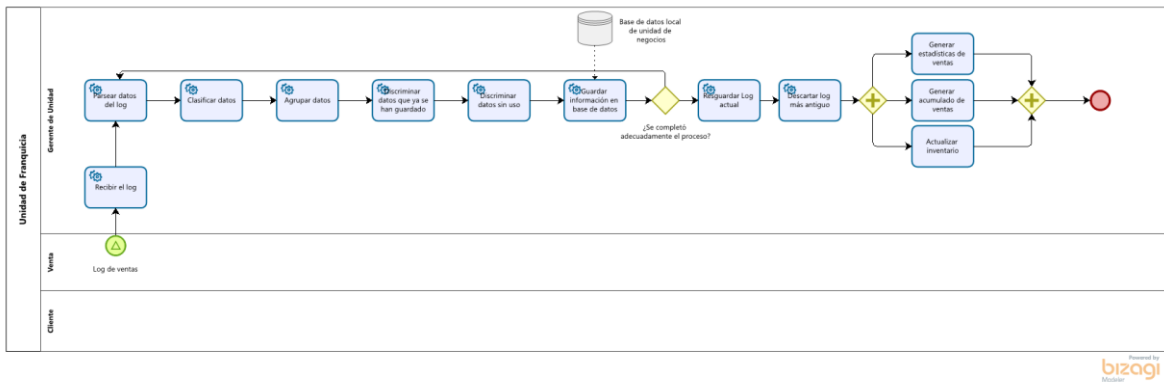 Unidad de Franquicia
Gerente de Unidad
Base de datos local
de unidad de
negocios
Parsear datos
del log
Clasificar datos
Agrupar datos
Discriminar
datos que ya se
han guardado
Discriminar
datos sin uso
Guardar
información en
base de datos
¿Se completó
adecuadamente el proceso?
Resguardar Log
actual
Descartar log
más antiguo
Generar
estadísticas de
ventas
Generar
acumulado de
ventas
Actualizar
inventario
Recibir el log
Venta
Log de ventas
Cliente
Powered by
bizagi
Modeler